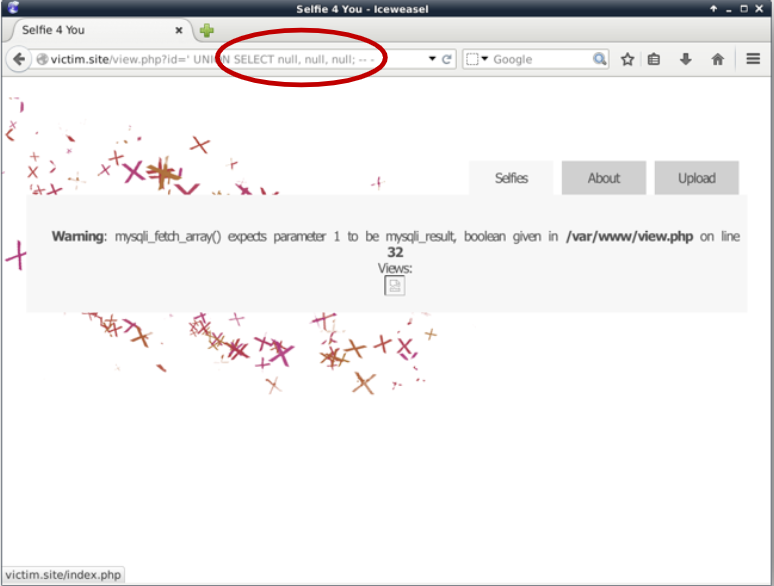 Selfie 4 You - Iceweasel
Selfie 4 You
victim.site/view.php?id=' UNION SELECT null, null, null; -- -
Google
Selfies About Upload
Warning: mysqli_fetch_array() expects parameter 1 to be mysqli_result, boolean given in /var/www/view.php on line
32
Views:
victim.site/index.php